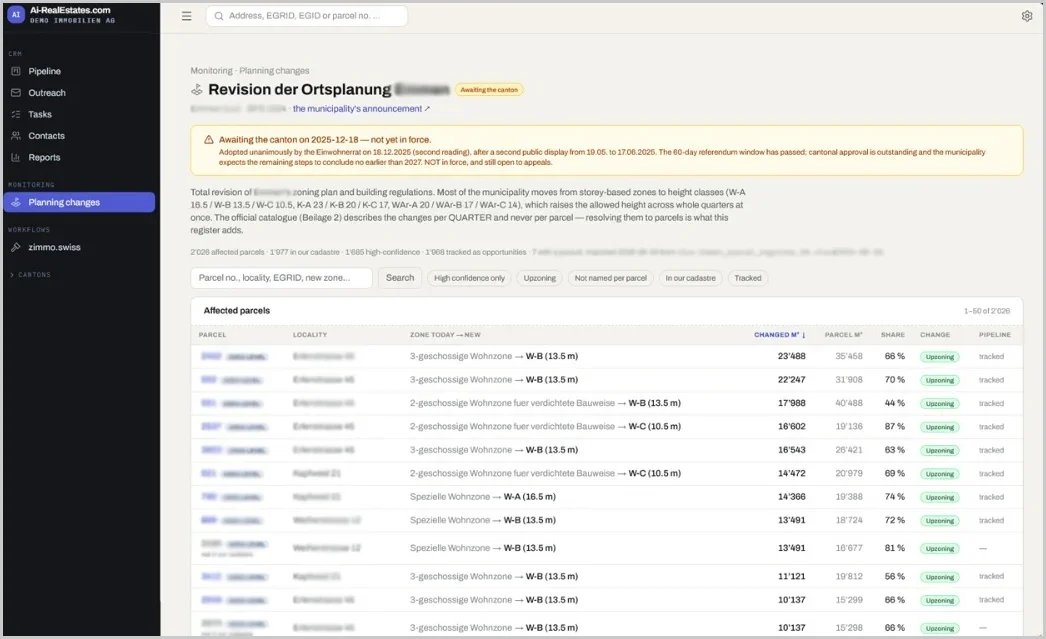 AI
Ai-RealEstates.com
DEMO IMMOBILIEN AG
Address, EGRID, EGID or parcel no. ...
CRM
Pipeline
Outreach
Tasks
Contacts
Reports
MONITORING
Planning changes
WORKFLOWS
zimmo.swiss
CANTONS
Monitoring · Planning changes
Revision der Ortsplanung
Awaiting the canton
· the municipality's announcement ↗
Awaiting the canton on 2025-12-18 — not yet in force.
Adopted unanimously by the Einwohnerrat on 16.12.2025 (second reading), after a second public display from 19.05. to 17.06.2025. The 60-day referendum window has passed; cantonal approval is outstanding and the municipality
expects the remaining steps to conclude no earlier than 2027. NOT in force, and still open to appeals.
Total revision of zoning plan and building regulations. Most of the municipality moves from storey-based zones to height classes (W-A
16.5 / W-B 13.5 / W-C 10.5, K-A 23 / K-B 20 / K-C 17, WAr-A 20 / WAr-B 17 / WAr-C 14), which raises the allowed height across whole quarters at
once. The official catalogue (Beilage 2) describes the changes per QUARTER and never per parcel — resolving them to parcels is what this
register adds.
2'026 affected parcels · 1'977 in our cadastre · 1'685 high-confidence · 1'966 tracked as opportunities ·
Parcel no., locality, EGRID, new zone...
Search
High confidence only
Upzoning
Not named per parcel
In our cadastre
Tracked
Affected parcels
1–50 of 2'026
PARCEL LOCALITY ZONE TODAY → NEW CHANGED M² ↓ PARCEL M² SHARE CHANGE PIPELINE
3-geschossige Wohnzone → W-B (13.5 m) 23'488 35'458 66 % Upzoning tracked
3-geschossige Wohnzone → W-B (13.5 m) 22'247 31'908 70 % Upzoning tracked
2-geschossige Wohnzone fuer verdichtete Bauweise → W-B (13.5 m) 17'988 40'488 44 % Upzoning tracked
2-geschossige Wohnzone fuer verdichtete Bauweise → W-C (10.5 m) 16'602 19'136 87 % Upzoning tracked
3-geschossige Wohnzone → W-B (13.5 m) 16'543 26'421 63 % Upzoning tracked
2-geschossige Wohnzone fuer verdichtete Bauweise → W-C (10.5 m) 14'472 20'979 69 % Upzoning tracked
Spezielle Wohnzone → W-A (16.5 m) 14'366 19'388 74 % Upzoning tracked
Spezielle Wohnzone → W-B (13.5 m) 13'491 18'724 72 % Upzoning tracked
Spezielle Wohnzone → W-B (13.5 m) 13'491 16'677 81 % Upzoning —
3-geschossige Wohnzone → W-B (13.5 m) 11'121 19'812 56 % Upzoning tracked
3-geschossige Wohnzone → W-B (13.5 m) 10'137 15'299 66 % Upzoning tracked
3-geschossige Wohnzone → W-B (13.5 m) 10'137 15'298 66 % Upzoning —